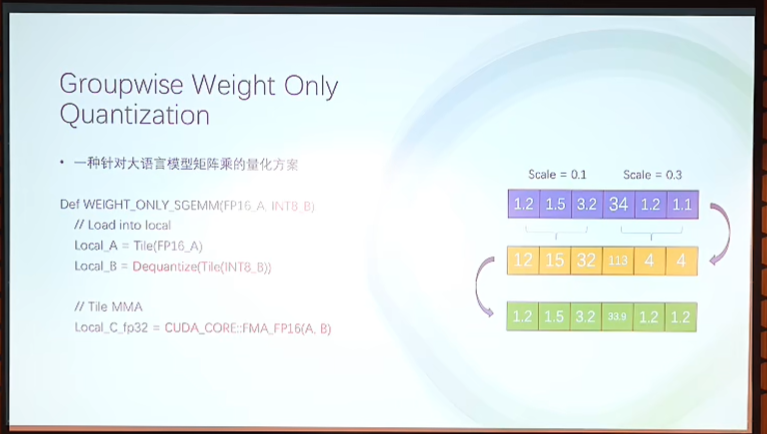 Groupwise Weight Only
Quantization
• 一种针对大语言模型矩阵乘的量化方案
Def WEIGHT_ONLY_SGEMM(FP16_A, INT8_B)
// Load into local
Local_A = Tile(FP16_A)
Local_B = Dequantize(Tile(INT8_B))
// Tile MMA
Local_C_fp32 = CUDA_CORE::FMA_FP16(A, B)
Scale = 0.1 Scale = 0.3
1.2 1.5 3.2 34 1.2 1.1
12 15 32 113 4 4
1.2 1.5 3.2 33.9 1.2 1.2